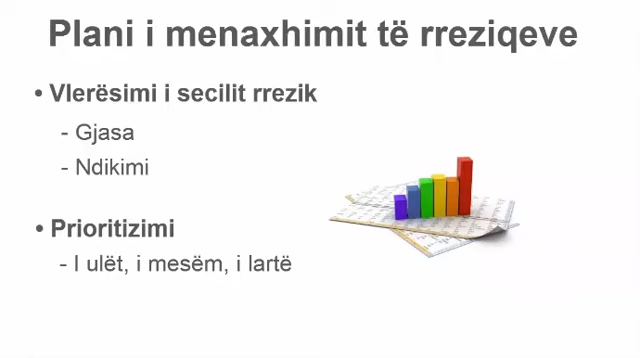 Plani i menaxhimit të rreziqeve
• Vlerësimi i secilit rrezik
- Gjasa
- Ndikimi
• Prioritizimi
- I ulët, i mesëm, i lartë